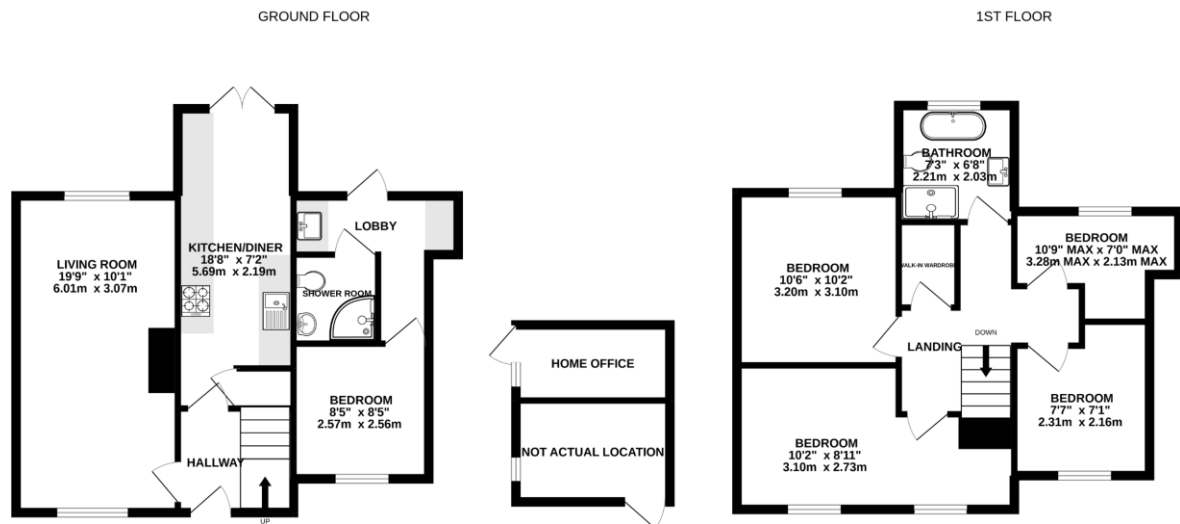 GROUND FLOOR
LIVING ROOM
19'9" x 10'1"
6.01m x 3.07m
KITCHEN/DINER
18'8" x 7'2"
5.69m x 2.19m
LOBBY
SHOWER ROOM
BEDROOM
8'5" x 8'5"
2.57m x 2.56m
HALLWAY
UP
HOME OFFICE
NOT ACTUAL LOCATION
1ST FLOOR
BATHROOM
7'3" x 6'8"
2.21m x 2.03m
BEDROOM
10'6" x 10'2"
3.20m x 3.10m
WALK-IN WARDROBE
BEDROOM
10'9" MAX x 7'0" MAX
3.28m MAX x 2.13m MAX
LANDING
DOWN
BEDROOM
7'7" x 7'1"
2.31m x 2.16m
BEDROOM
10'2" x 8'11"
3.10m x 2.73m